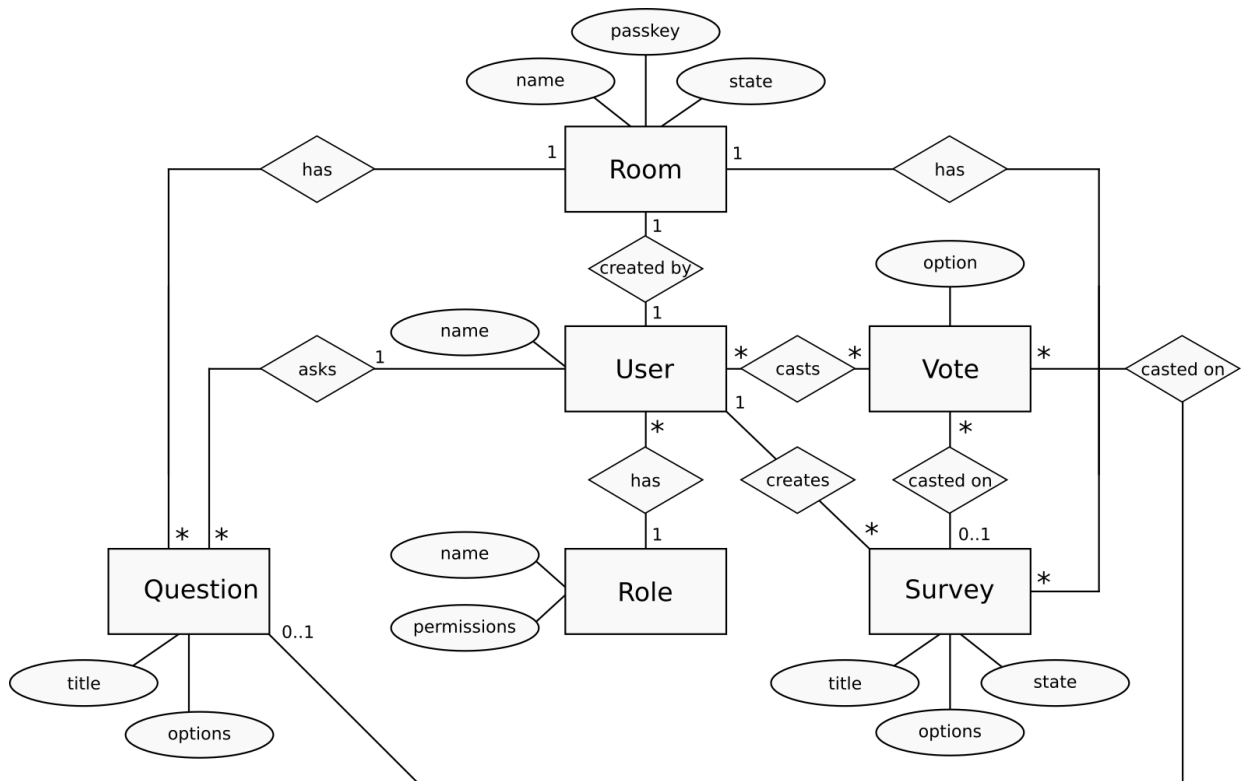 passkey
name
state
has
1
Room
1
has
1
created by
option
1
name
asks
1
User
*
casts
*
Vote
*
casted on
1
*
*
has
creates
casted on
*
*
1
*
0..1
name
Question
Role
Survey
*
permissions
0..1
title
title
state
options
options